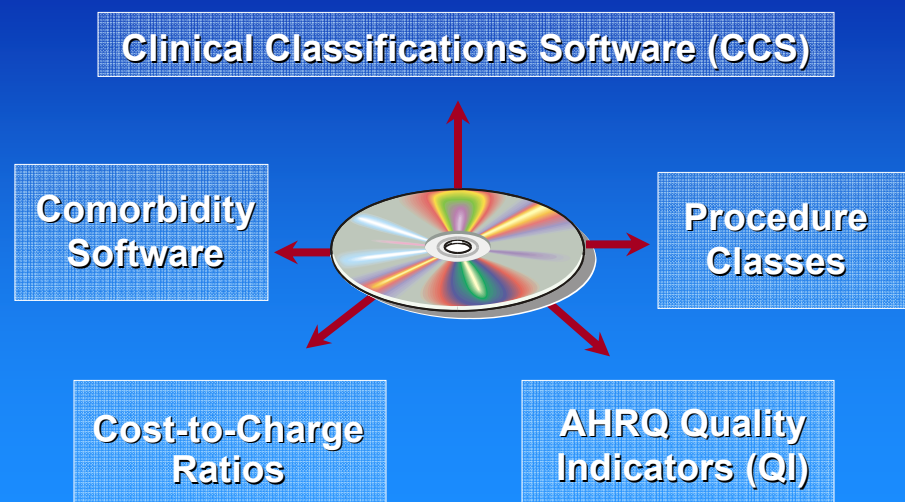 Clinical Classifications Software (CCS)
Comorbidity
Software
Procedure
Classes
Cost-to-Charge
Ratios
AHRQ Quality
Indicators (QI)